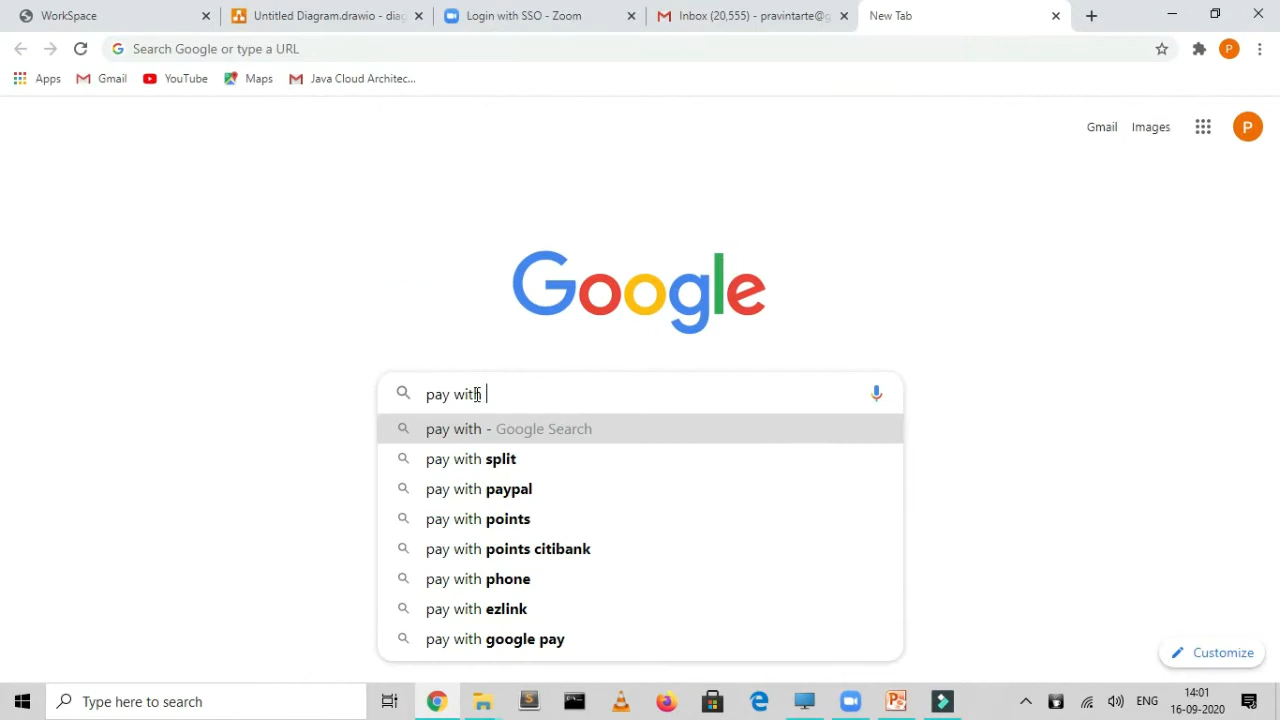 WorkSpace
Untitled Diagram.drawio - diag
Login with SSO - Zoom
Inbox (20,555) - pravintarte@g
New Tab
Search Google or type a URL
P
Apps
Gmail
YouTube
Maps
Java Cloud Architec...
Gmail
Images
P
Google
pay with
pay with - Google Search
pay with split
pay with paypal
pay with points
pay with points citibank
pay with phone
pay with ezlink
pay with google pay
Customize
Type here to search
ENG
14:01
16-09-2020